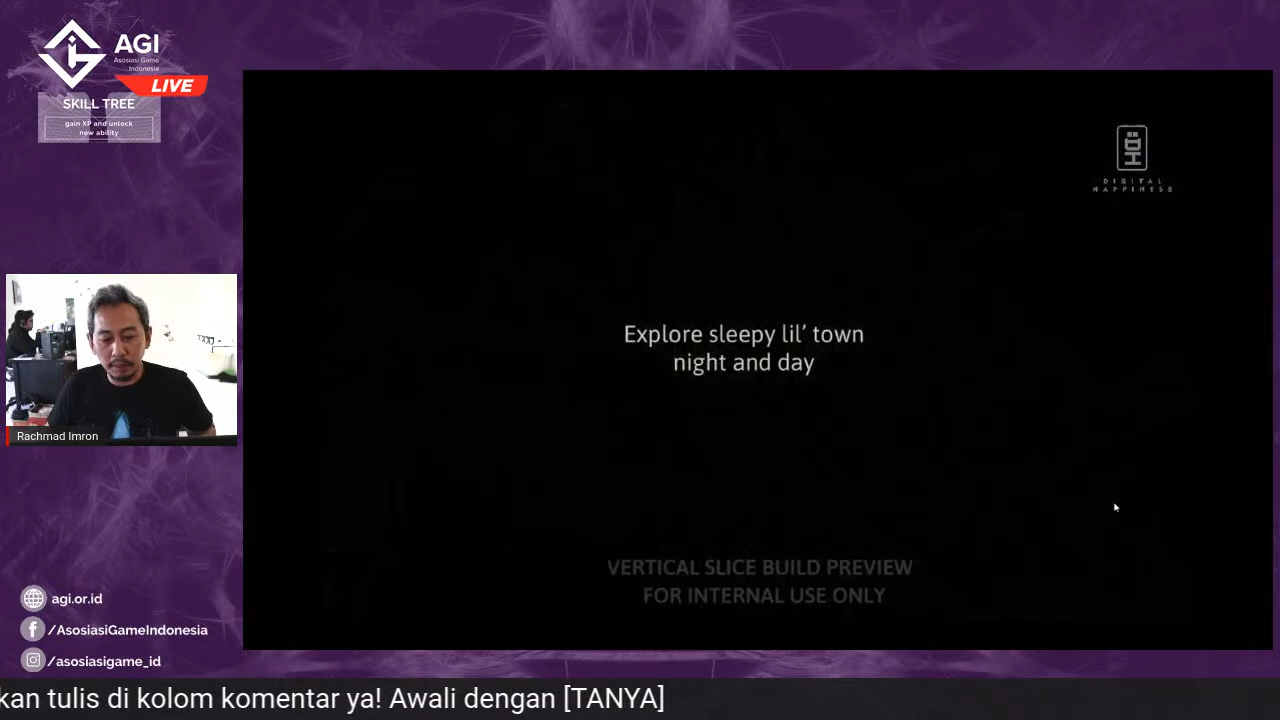 AGI
Asosiasi Game
Indonesia
LIVE
SKILL TREE
gain XP and unlock
new ability
DIGITAL
HAPPINESS
Explore sleepy lil’ town
night and day
Rachmad Imron
VERTICAL SLICE BUILD PREVIEW
FOR INTERNAL USE ONLY
agi.or.id
/AsosiasiGameIndonesia
/asosiasigame_id
kan tulis di kolom komentar ya! Awali dengan [TANYA]